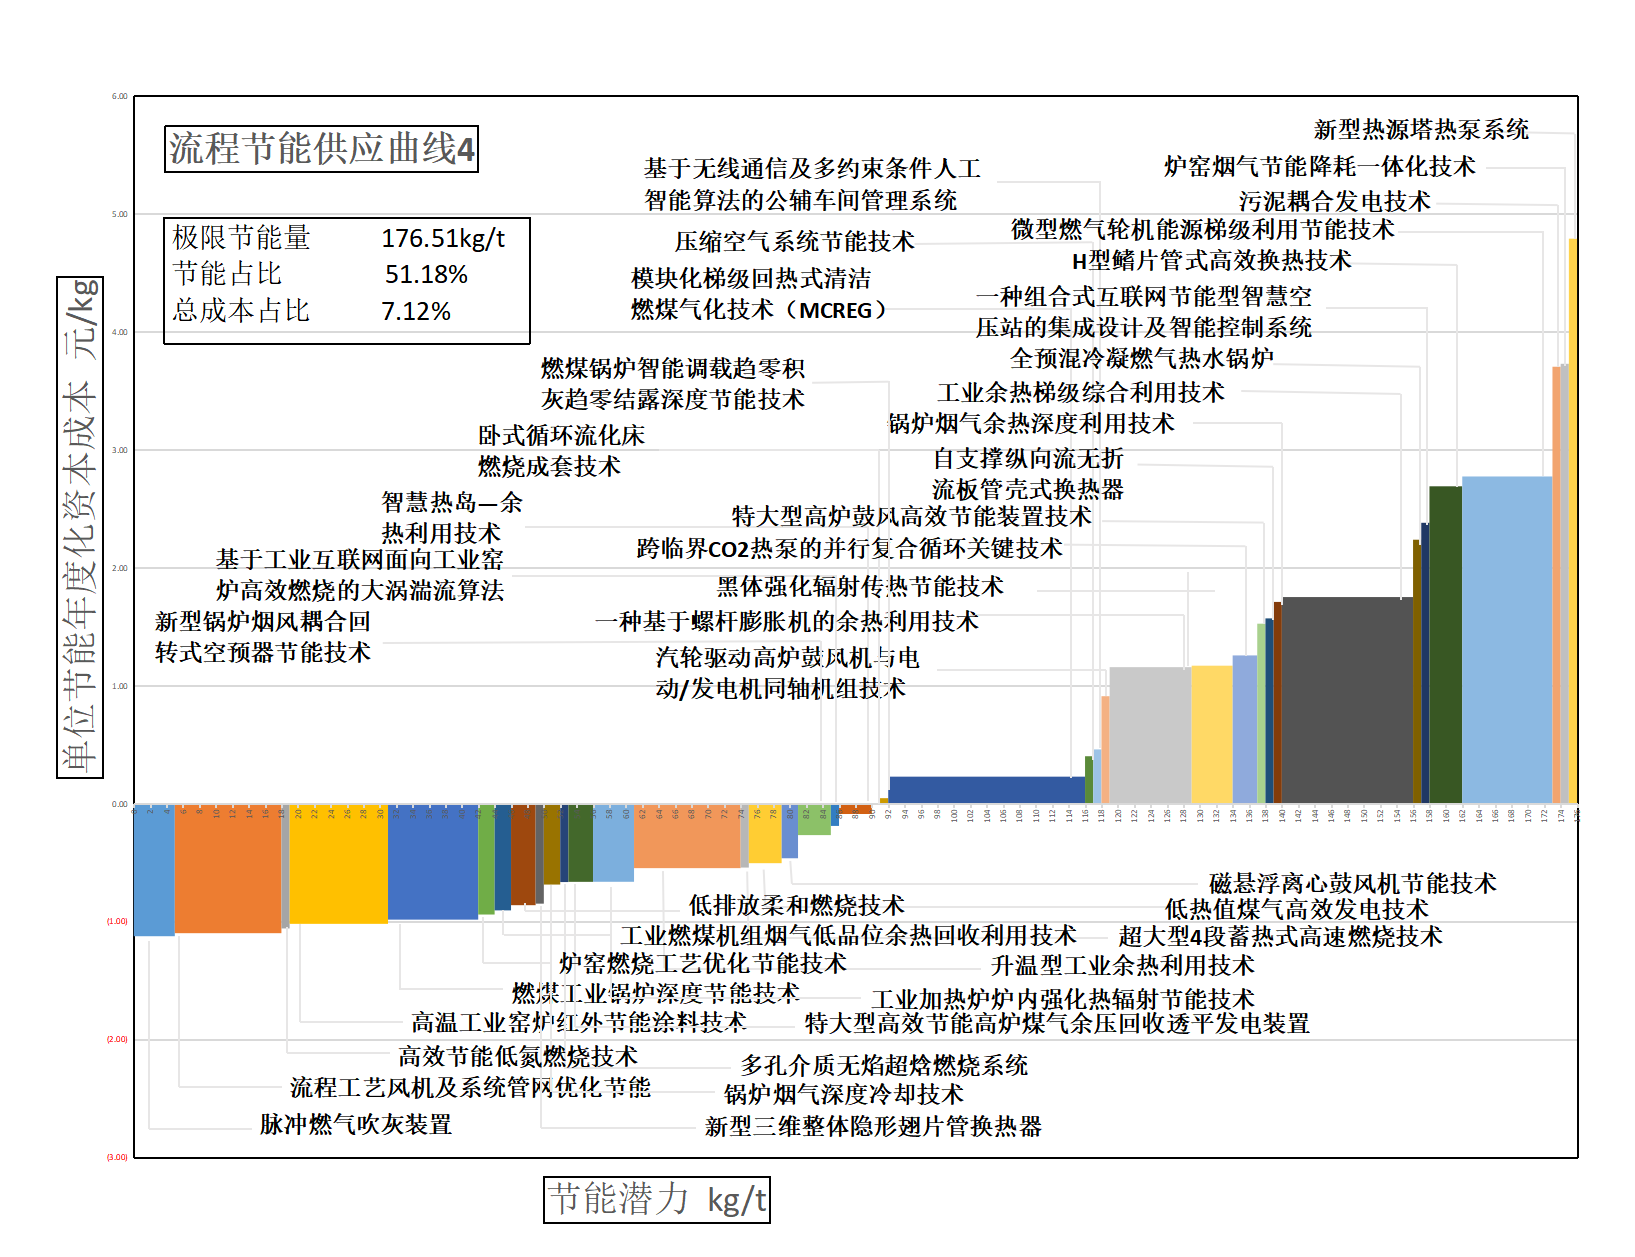 流程节能供应曲线4
极限节能量 176.51kg/t
节能占比 51.18%
总成本占比 7.12%
单位节能年度化资本成本 元/kg
6.00
5.00
4.00
3.00
2.00
1.00
0.00
(1.00)
(2.00)
(3.00)
新型热源塔热泵系统
炉窑烟气节能降耗一体化技术
污泥耦合发电技术
微型燃气轮机能源梯级利用节能技术
H型鳍片管式高效换热技术
一种组合式互联网节能型智慧空
压站的集成设计及智能控制系统
全预混冷凝燃气热水锅炉
工业余热梯级综合利用技术
锅炉烟气余热深度利用技术
自支撑纵向流无折
流板管壳式换热器
特大型高炉鼓风高效节能装置技术
跨临界CO2热泵的并行复合循环关键技术
黑体强化辐射传热节能技术
一种基于螺杆膨胀机的余热利用技术
汽轮驱动高炉鼓风机与电
动/发电机同轴机组技术
基于无线通信及多约束条件人工
智能算法的公辅车间管理系统
压缩空气系统节能技术
模块化梯级回热式清洁
燃煤气化技术（MCREG）
燃煤锅炉智能调载趋零积
灰趋零结露深度节能技术
卧式循环流化床
燃烧成套技术
智慧热岛—余
热利用技术
基于工业互联网面向工业窑
炉高效燃烧的大涡湍流算法
新型锅炉烟风耦合回
转式空预器节能技术
磁悬浮离心鼓风机节能技术
低排放柔和燃烧技术
低热值煤气高效发电技术
工业燃煤机组烟气低品位余热回收利用技术
超大型4段蓄热式高速燃烧技术
炉窑燃烧工艺优化节能技术
升温型工业余热利用技术
燃煤工业锅炉深度节能技术
工业加热炉炉内强化热辐射节能技术
高温工业窑炉红外节能涂料技术
特大型高效节能高炉煤气余压回收透平发电装置
高效节能低氮燃烧技术
多孔介质无焰超焓燃烧系统
流程工艺风机及系统管网优化节能
锅炉烟气深度冷却技术
脉冲燃气吹灰装置
新型三维整体隐形翅片管换热器
节能潜力 kg/t